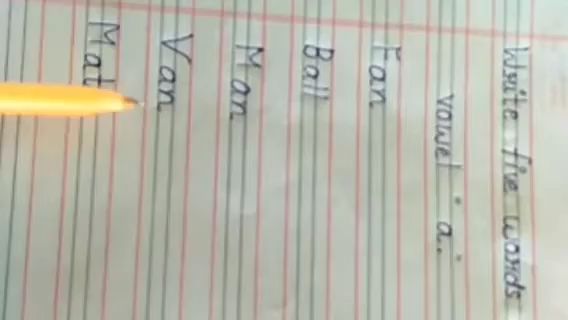 Write five words
vowel 'a'.
Fan
Ball
Man
Van
Mat